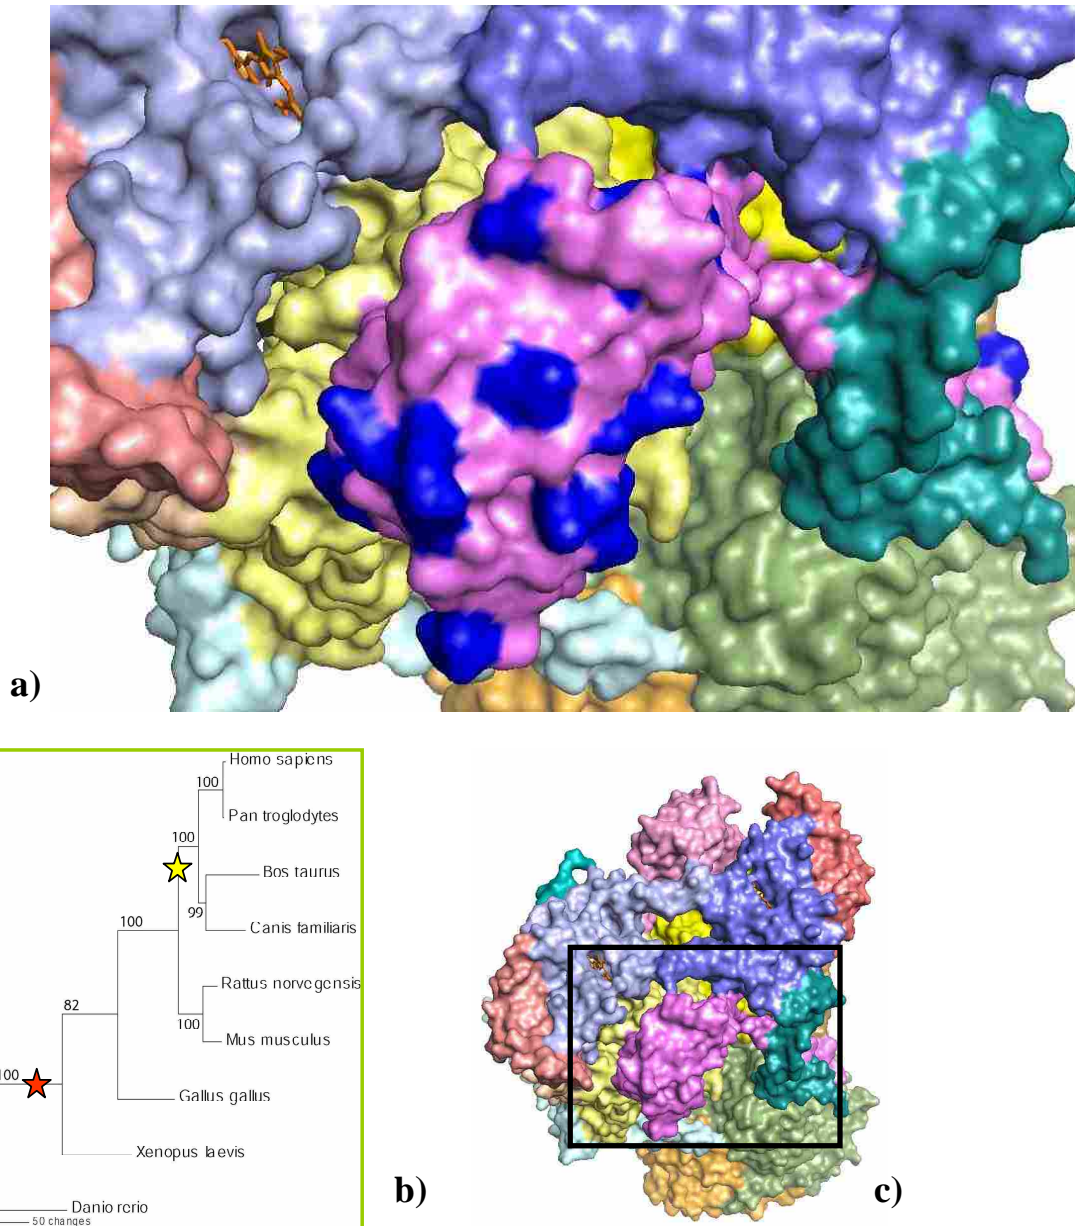 a)
Homo sapiens
100
Pan troglodytes
100
Bos taurus
99
Canis familiaris
100
Rattus norvegensis
100
Mus musculus
82
100
Gallus gallus
Xenopus laevis
Danio rerio
50 changes
b)
c)